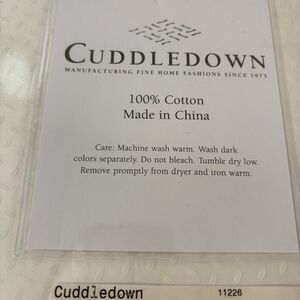 CUDDLEDOWN
MANUFACTURING FINE HOME FASHIONS SINCE 1973
100% Cotton
Made in China
Care: Machine wash warm. Wash dark
colors separately. Do not bleach. Tumble dry low.
Remove promptly from dryer and iron warm.
Cuddledown 11226